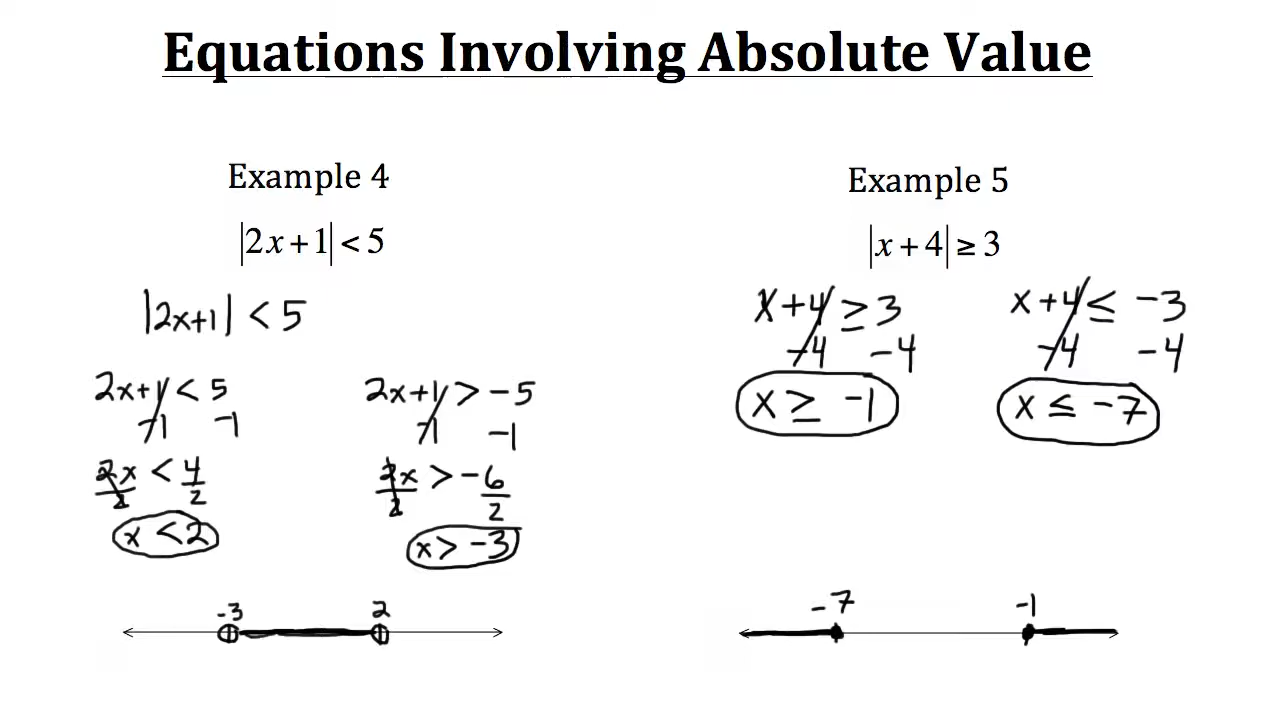 Equations Involving Absolute Value
Example 4
|2x+1| < 5
|2x+1| < 5
2x+1 < 5
-1 -1
2x < 4
2 2
x < 2
2x+1 > -5
-1 -1
2x > -6
2 2
x > -3
-3 2
Example 5
|x+4| ≥ 3
x+4 ≥ 3
-4 -4
x ≥ -1
x+4 ≤ -3
-4 -4
x ≤ -7
-7 -1